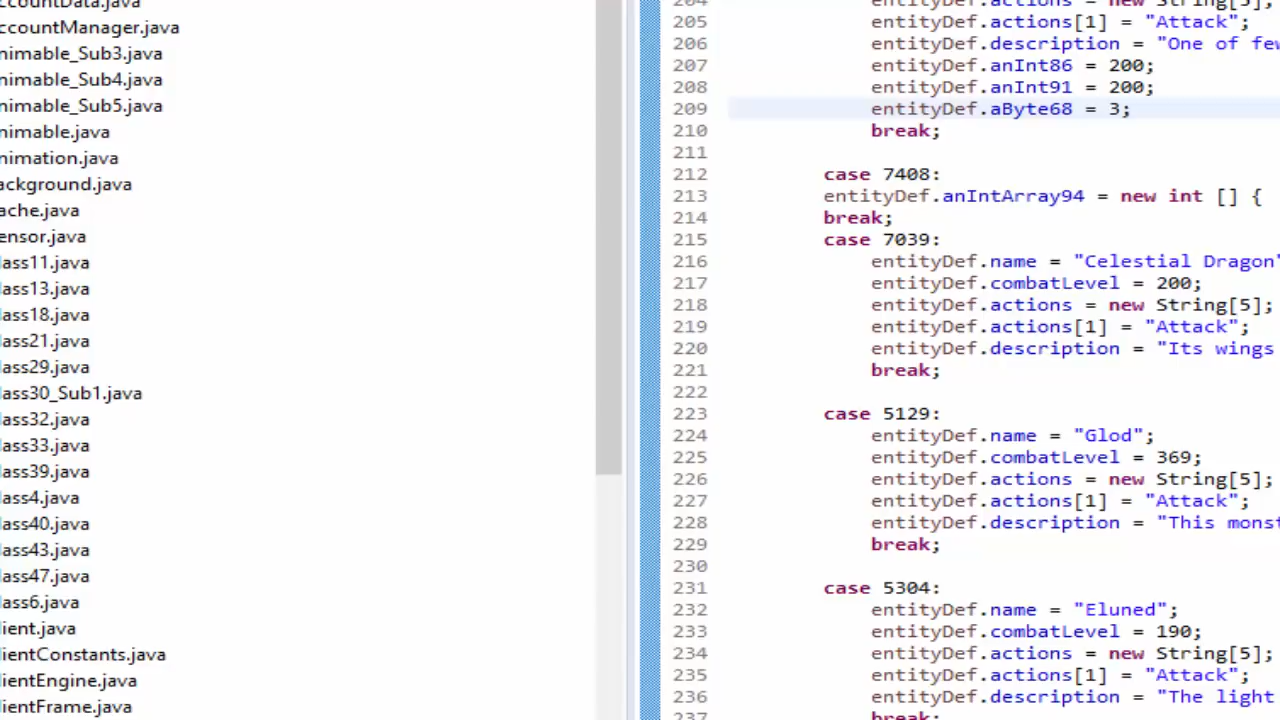 ccountData.java
ccountManager.java
nimable_Sub3.java
nimable_Sub4.java
nimable_Sub5.java
nimable.java
nimation.java
ackground.java
ache.java
ensor.java
lass11.java
lass13.java
lass18.java
lass21.java
lass29.java
lass30_Sub1.java
lass32.java
lass33.java
lass39.java
lass4.java
lass40.java
lass43.java
lass47.java
lass6.java
lient.java
lientConstants.java
lientEngine.java
lientFrame.java
204 entityDef.actions = new String[5];
205 entityDef.actions[1] = "Attack";
206 entityDef.description = "One of few
207 entityDef.anInt86 = 200;
208 entityDef.anInt91 = 200;
209 entityDef.aByte68 = 3;
210 break;
211
212 case 7408:
213 entityDef.anIntArray94 = new int [] {
214 break;
215 case 7039:
216 entityDef.name = "Celestial Dragon"
217 entityDef.combatLevel = 200;
218 entityDef.actions = new String[5];
219 entityDef.actions[1] = "Attack";
220 entityDef.description = "Its wings
221 break;
222
223 case 5129:
224 entityDef.name = "Glod";
225 entityDef.combatLevel = 369;
226 entityDef.actions = new String[5];
227 entityDef.actions[1] = "Attack";
228 entityDef.description = "This monst
229 break;
230
231 case 5304:
232 entityDef.name = "Eluned";
233 entityDef.combatLevel = 190;
234 entityDef.actions = new String[5];
235 entityDef.actions[1] = "Attack";
236 entityDef.description = "The light
237 break;